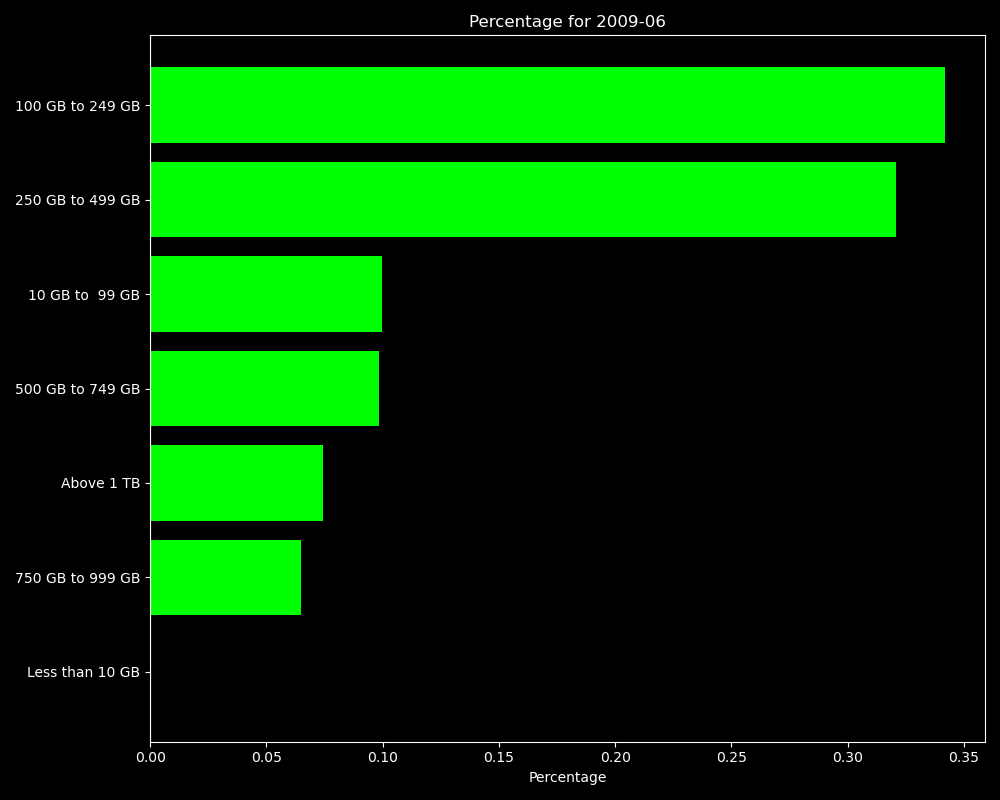 Percentage for 2009-06
100 GB to 249 GB
250 GB to 499 GB
10 GB to  99 GB
500 GB to 749 GB
Above 1 TB
750 GB to 999 GB
Less than 10 GB
0.00 0.05 0.10 0.15 0.20 0.25 0.30 0.35
Percentage